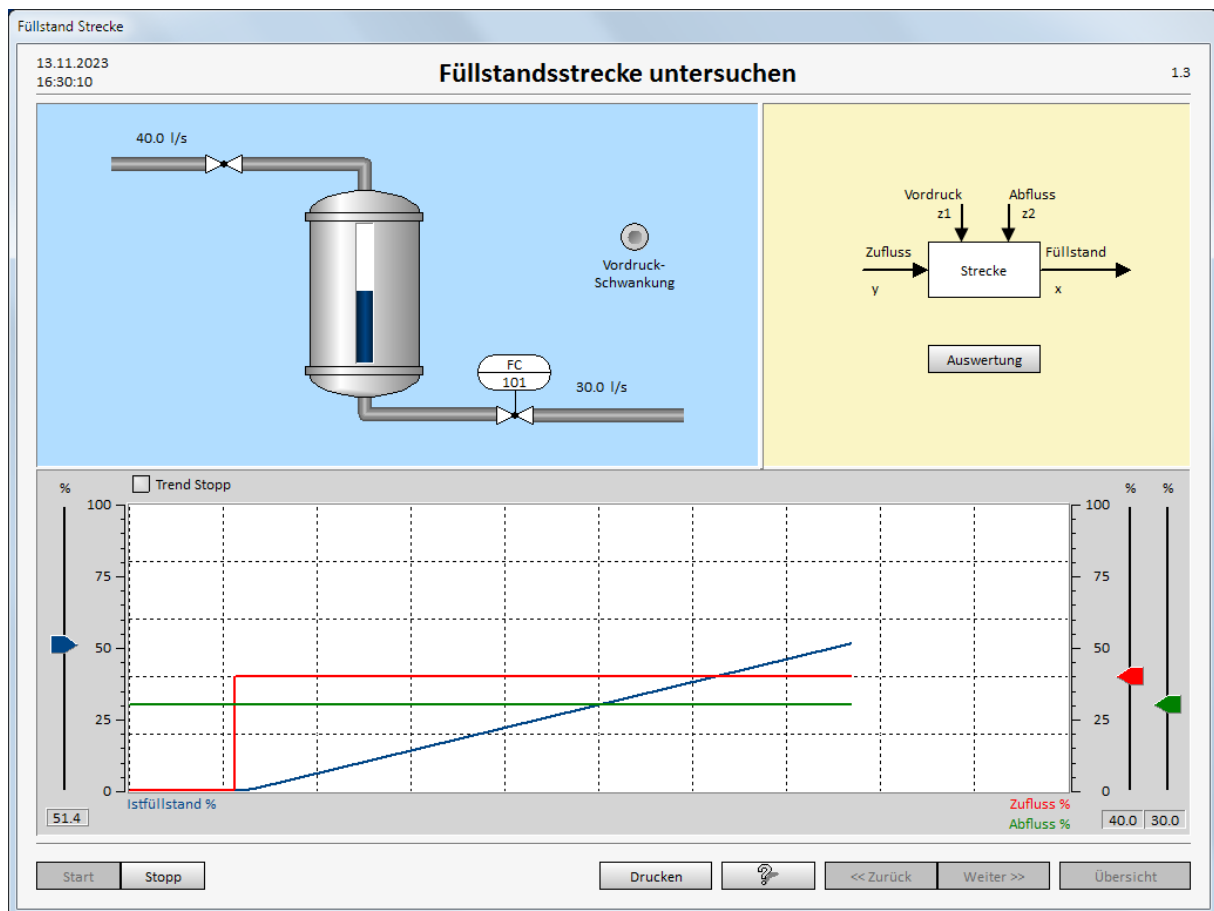 Füllstand Strecke
13.11.2023
16:30:10
Füllstandsstrecke untersuchen
1.3
40.0 l/s
Vordruck-
Schwankung
FC
101
30.0 l/s
Vordruck
z1
Abfluss
z2
Zufluss
y
Strecke
Füllstand
x
Auswertung
%
Trend Stopp
% %
100
75
50
25
0
100
75
50
25
0
Istfüllstand %
Zufluss %
Abfluss %
51.4
40.0 30.0
Start Stopp Drucken ? << Zurück Weiter >> Übersicht